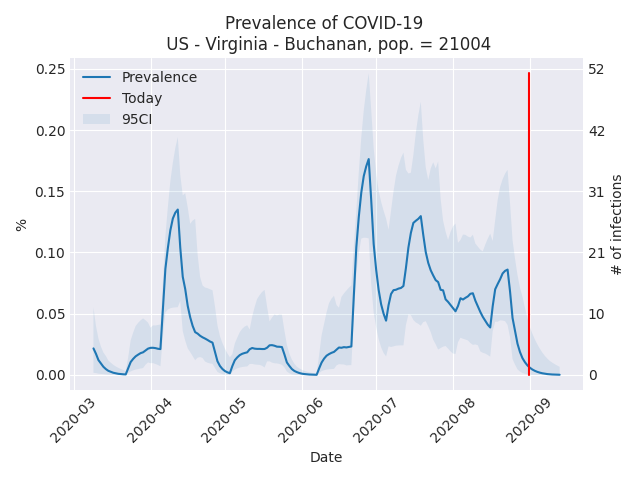 Prevalence of COVID-19
US - Virginia - Buchanan, pop. = 21004
Prevalence
Today
95CI
0.25
0.20
0.15
0.10
0.05
0.00
%
52
42
31
21
10
0
# of infections
2020-03
2020-04
2020-05
2020-06
2020-07
2020-08
2020-09
Date